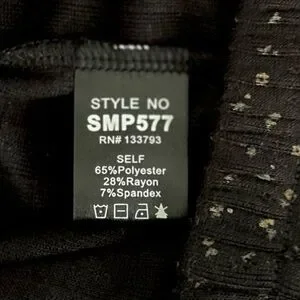 STYLE NO
SMP577
RN# 133793
SELF
65%Polyester
28%Rayon
7%Spandex